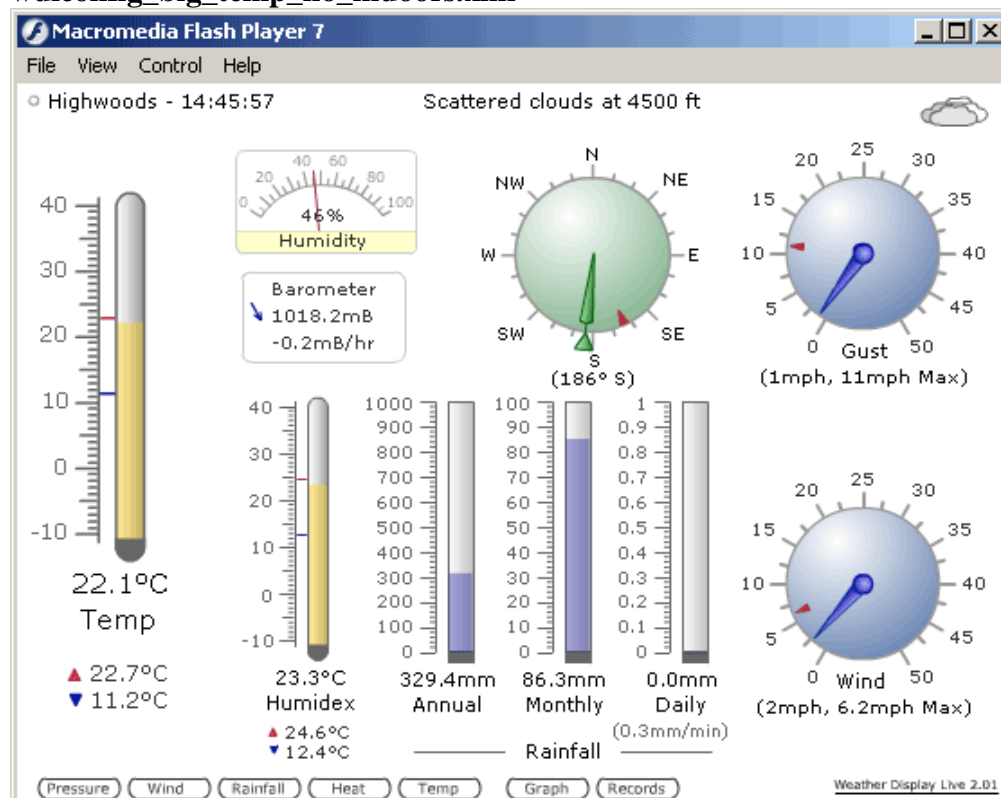 Macromedia Flash Player 7
File View Control Help
Highwoods - 14:45:57 Scattered clouds at 4500 ft
40
30
20
10
0
-10
22.1ºC
Temp
22.7ºC
11.2ºC
0 20 40 60 80 100
46%
Humidity
Barometer
1018.2mB
-0.2mB/hr
N
NE
E
SE
S
SW
W
NW
(186º S)
0 5 10 15 20 25 30 35 40 45 50
Gust
(1mph, 11mph Max)
40
30
20
10
0
-10
23.3ºC
Humidex
24.6ºC
12.4ºC
1000
900
800
700
600
500
400
300
200
100
0
329.4mm
Annual
100
90
80
70
60
50
40
30
20
10
0
86.3mm
Monthly
1
0.9
0.8
0.7
0.6
0.5
0.4
0.3
0.2
0.1
0
0.0mm
Daily
(0.3mm/min)
Rainfall
0 5 10 15 20 25 30 35 40 45 50
Wind
(2mph, 6.2mph Max)
Pressure Wind Rainfall Heat Temp Graph Records
Weather Display Live 2.01